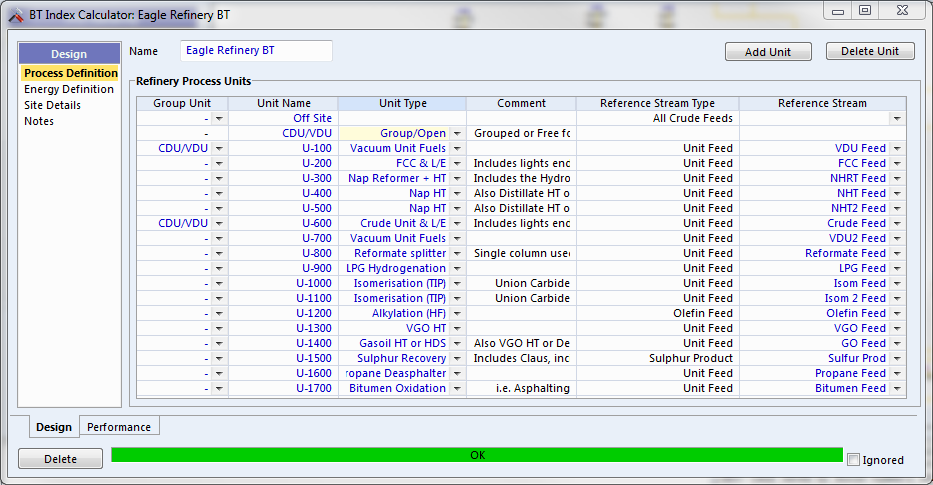 BT Index Calculator: Eagle Refinery BT
Design
Process Definition
Energy Definition
Site Details
Notes
Name Eagle Refinery BT Add Unit Delete Unit
Refinery Process Units
Group Unit Unit Name Unit Type Comment Reference Stream Type Reference Stream
- Off Site All Crude Feeds
- CDU/VDU Group/Open Grouped or Free fo
CDU/VDU U-100 Vacuum Unit Fuels Unit Feed VDU Feed
- U-200 FCC & L/E Includes lights enc Unit Feed FCC Feed
- U-300 Nap Reformer + HT Includes the Hydro Unit Feed NHRT Feed
- U-400 Nap HT Also Distillate HT o Unit Feed NHT Feed
- U-500 Nap HT Also Distillate HT o Unit Feed NHT2 Feed
CDU/VDU U-600 Crude Unit & L/E Includes lights enc Unit Feed Crude Feed
- U-700 Vacuum Unit Fuels Unit Feed VDU2 Feed
- U-800 Reformate splitter Single column usec Unit Feed Reformate Feed
- U-900 LPG Hydrogenation Unit Feed LPG Feed
- U-1000 Isomerisation (TIP) Union Carbide Unit Feed Isom Feed
- U-1100 Isomerisation (TIP) Union Carbide Unit Feed Isom 2 Feed
- U-1200 Alkylation (HF) Olefin Feed Olefin Feed
- U-1300 VGO HT Unit Feed VGO Feed
- U-1400 Gasoil HT or HDS Also VGO HT or De Unit Feed GO Feed
- U-1500 Sulphur Recovery Includes Claus, inc Sulphur Product Sulfur Prod
- U-1600 ropane Deasphalter Unit Feed Propane Feed
- U-1700 Bitumen Oxidation i.e. Asphalting Unit Feed Bitumen Feed
Design Performance
Delete OK Ignored